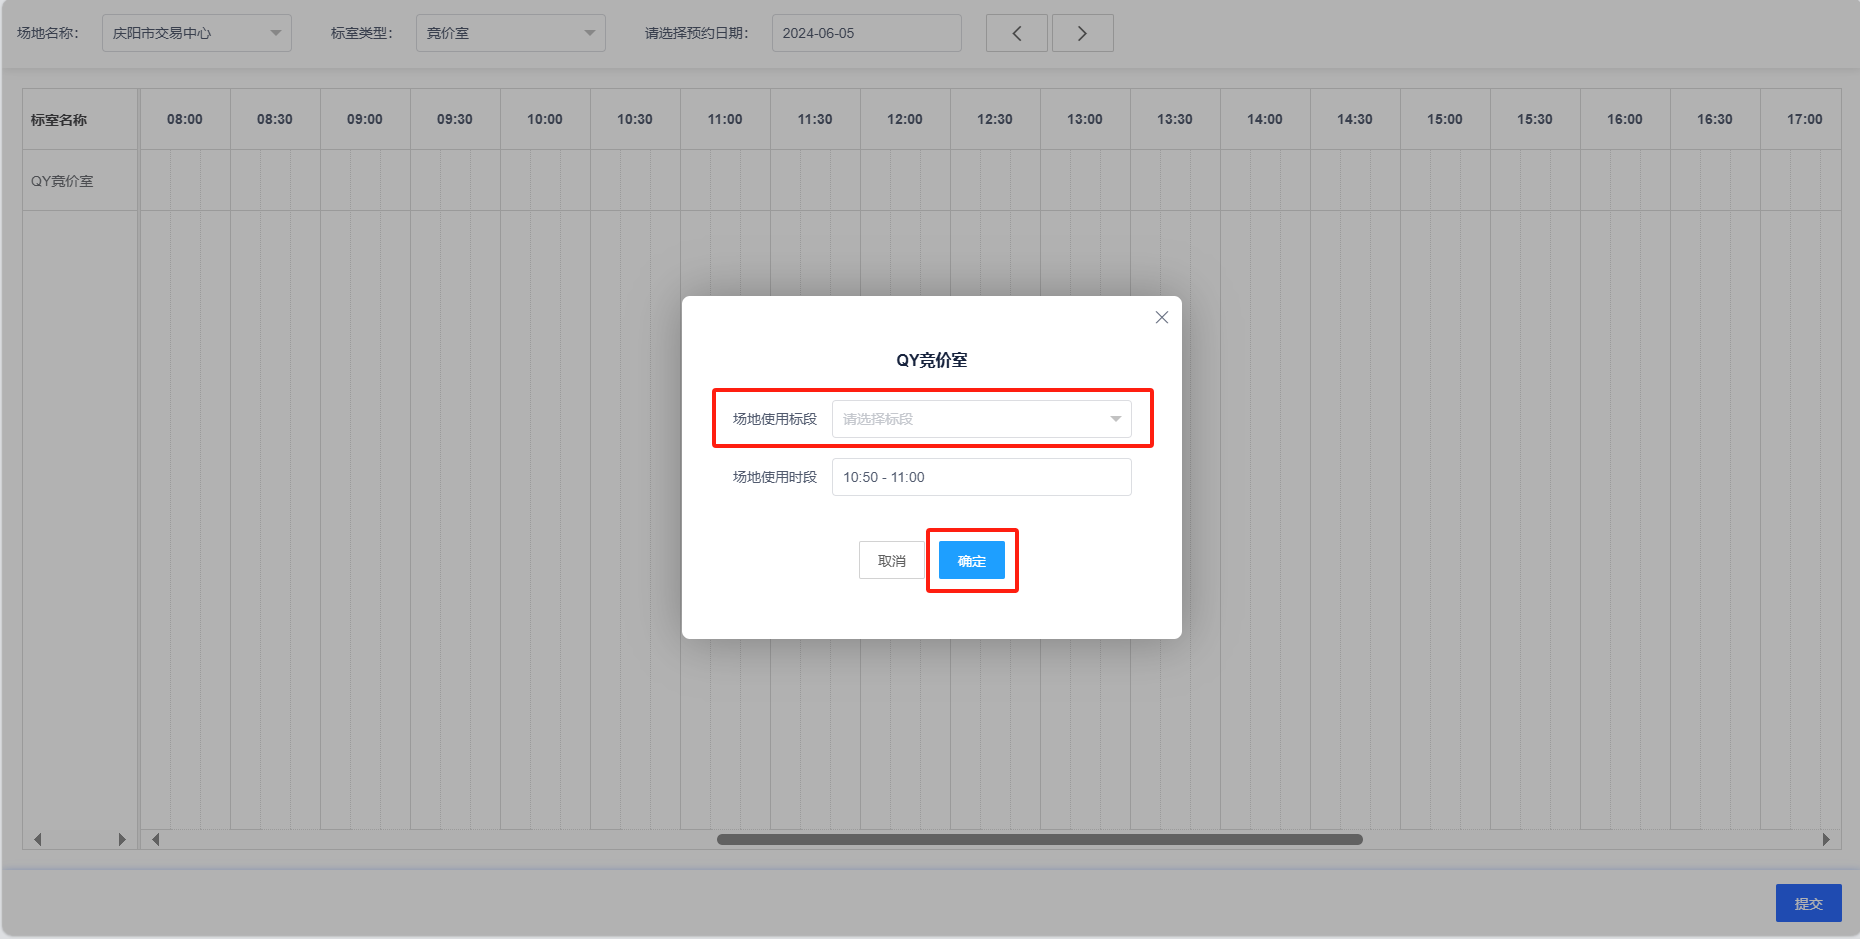 场地名称： 庆阳市交易中心 标室类型： 竞价室 请选择预约日期： 2024-06-05
标室名称 08:00 08:30 09:00 09:30 10:00 10:30 11:00 11:30 12:00 12:30 13:00 13:30 14:00 14:30 15:00 15:30 16:00 16:30 17:00
QY竞价室
QY竞价室
场地使用标段 请选择标段
场地使用时段 10:50 - 11:00
取消 确定
提交